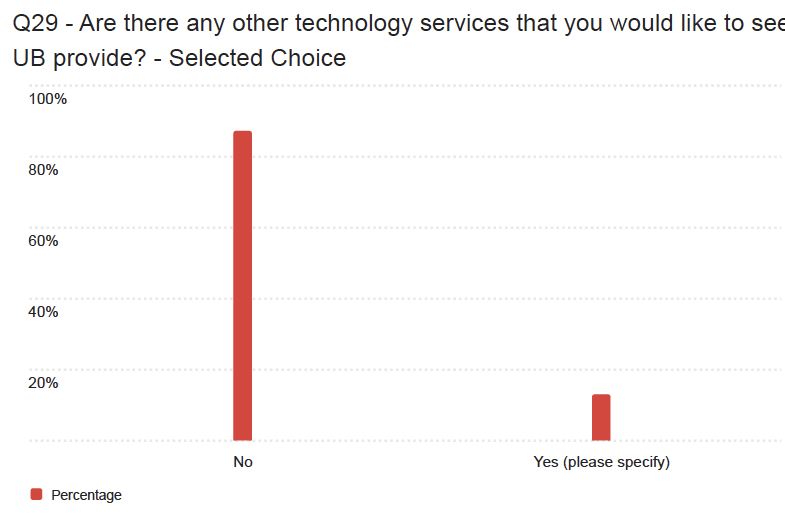 Q29 - Are there any other technology services that you would like to see
UB provide? - Selected Choice
100%
80%
60%
40%
20%
No
Yes (please specify)
Percentage